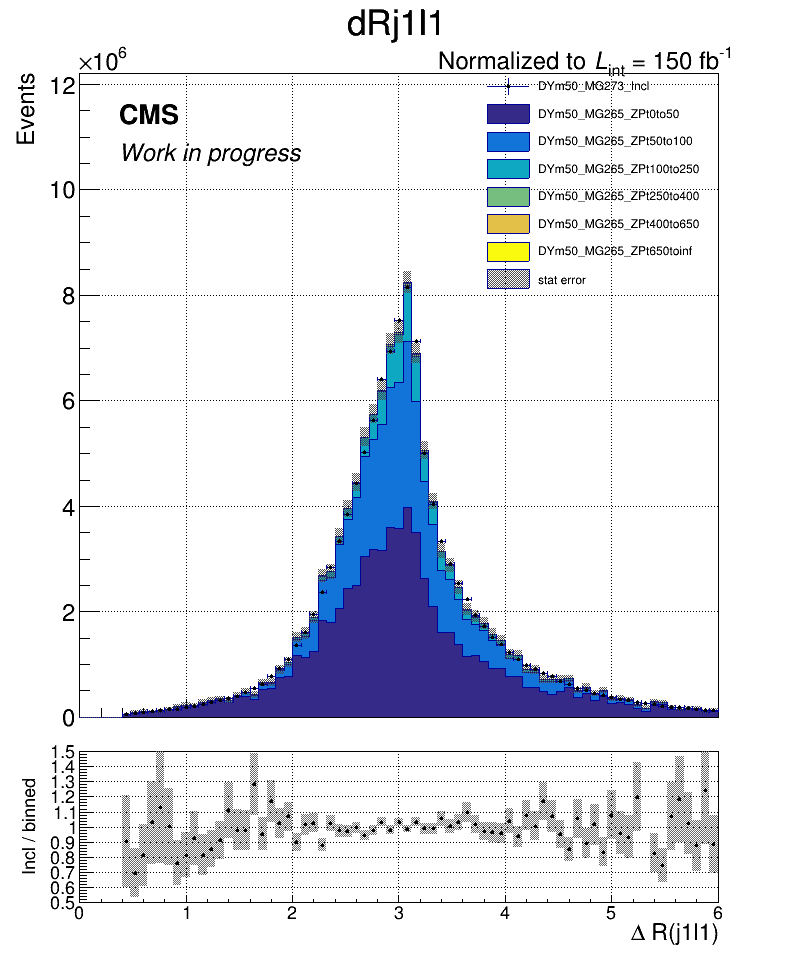 dRj1l1
×10⁶
Normalized to Lint = 150 fb⁻¹
Events
12
10
8
6
4
2
0
CMS
Work in progress
DYm50_MG273_Incl
DYm50_MG265_ZPt0to50
DYm50_MG265_ZPt50to100
DYm50_MG265_ZPt100to250
DYm50_MG265_ZPt250to400
DYm50_MG265_ZPt400to650
DYm50_MG265_ZPt650toinf
stat error
Incl / binned
1.5
1.4
1.3
1.2
1.1
1
0.9
0.8
0.7
0.6
0.5
0 1 2 3 4 5 6
Δ R(j1l1)